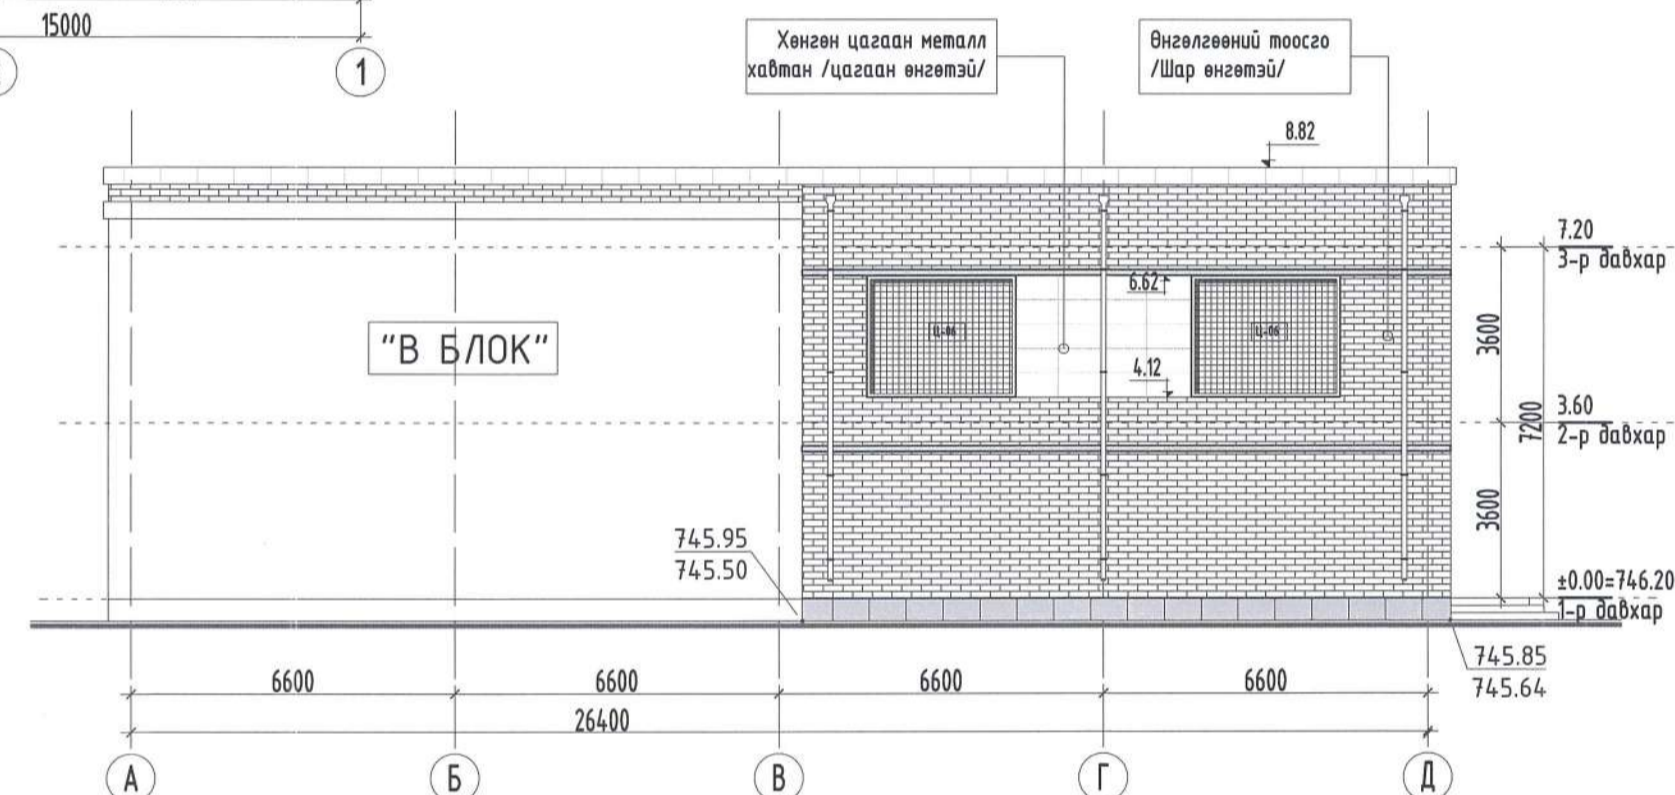 15000
1
Хөнгөн цагаан металл
хавтан /цагаан өнгөтэй/
Өнгөлгөөний тоосго
/Шар өнгөтэй/
8.82
7.20
3-р давхар
6.62
Ц-06
Ц-06
"В БЛОК"
3600
4.12
3.60
2-р давхар
7200
3600
745.95
745.50
±0.00=746.20
1-р давхар
745.85
745.64
6600
6600
6600
6600
26400
А
Б
В
Г
Д